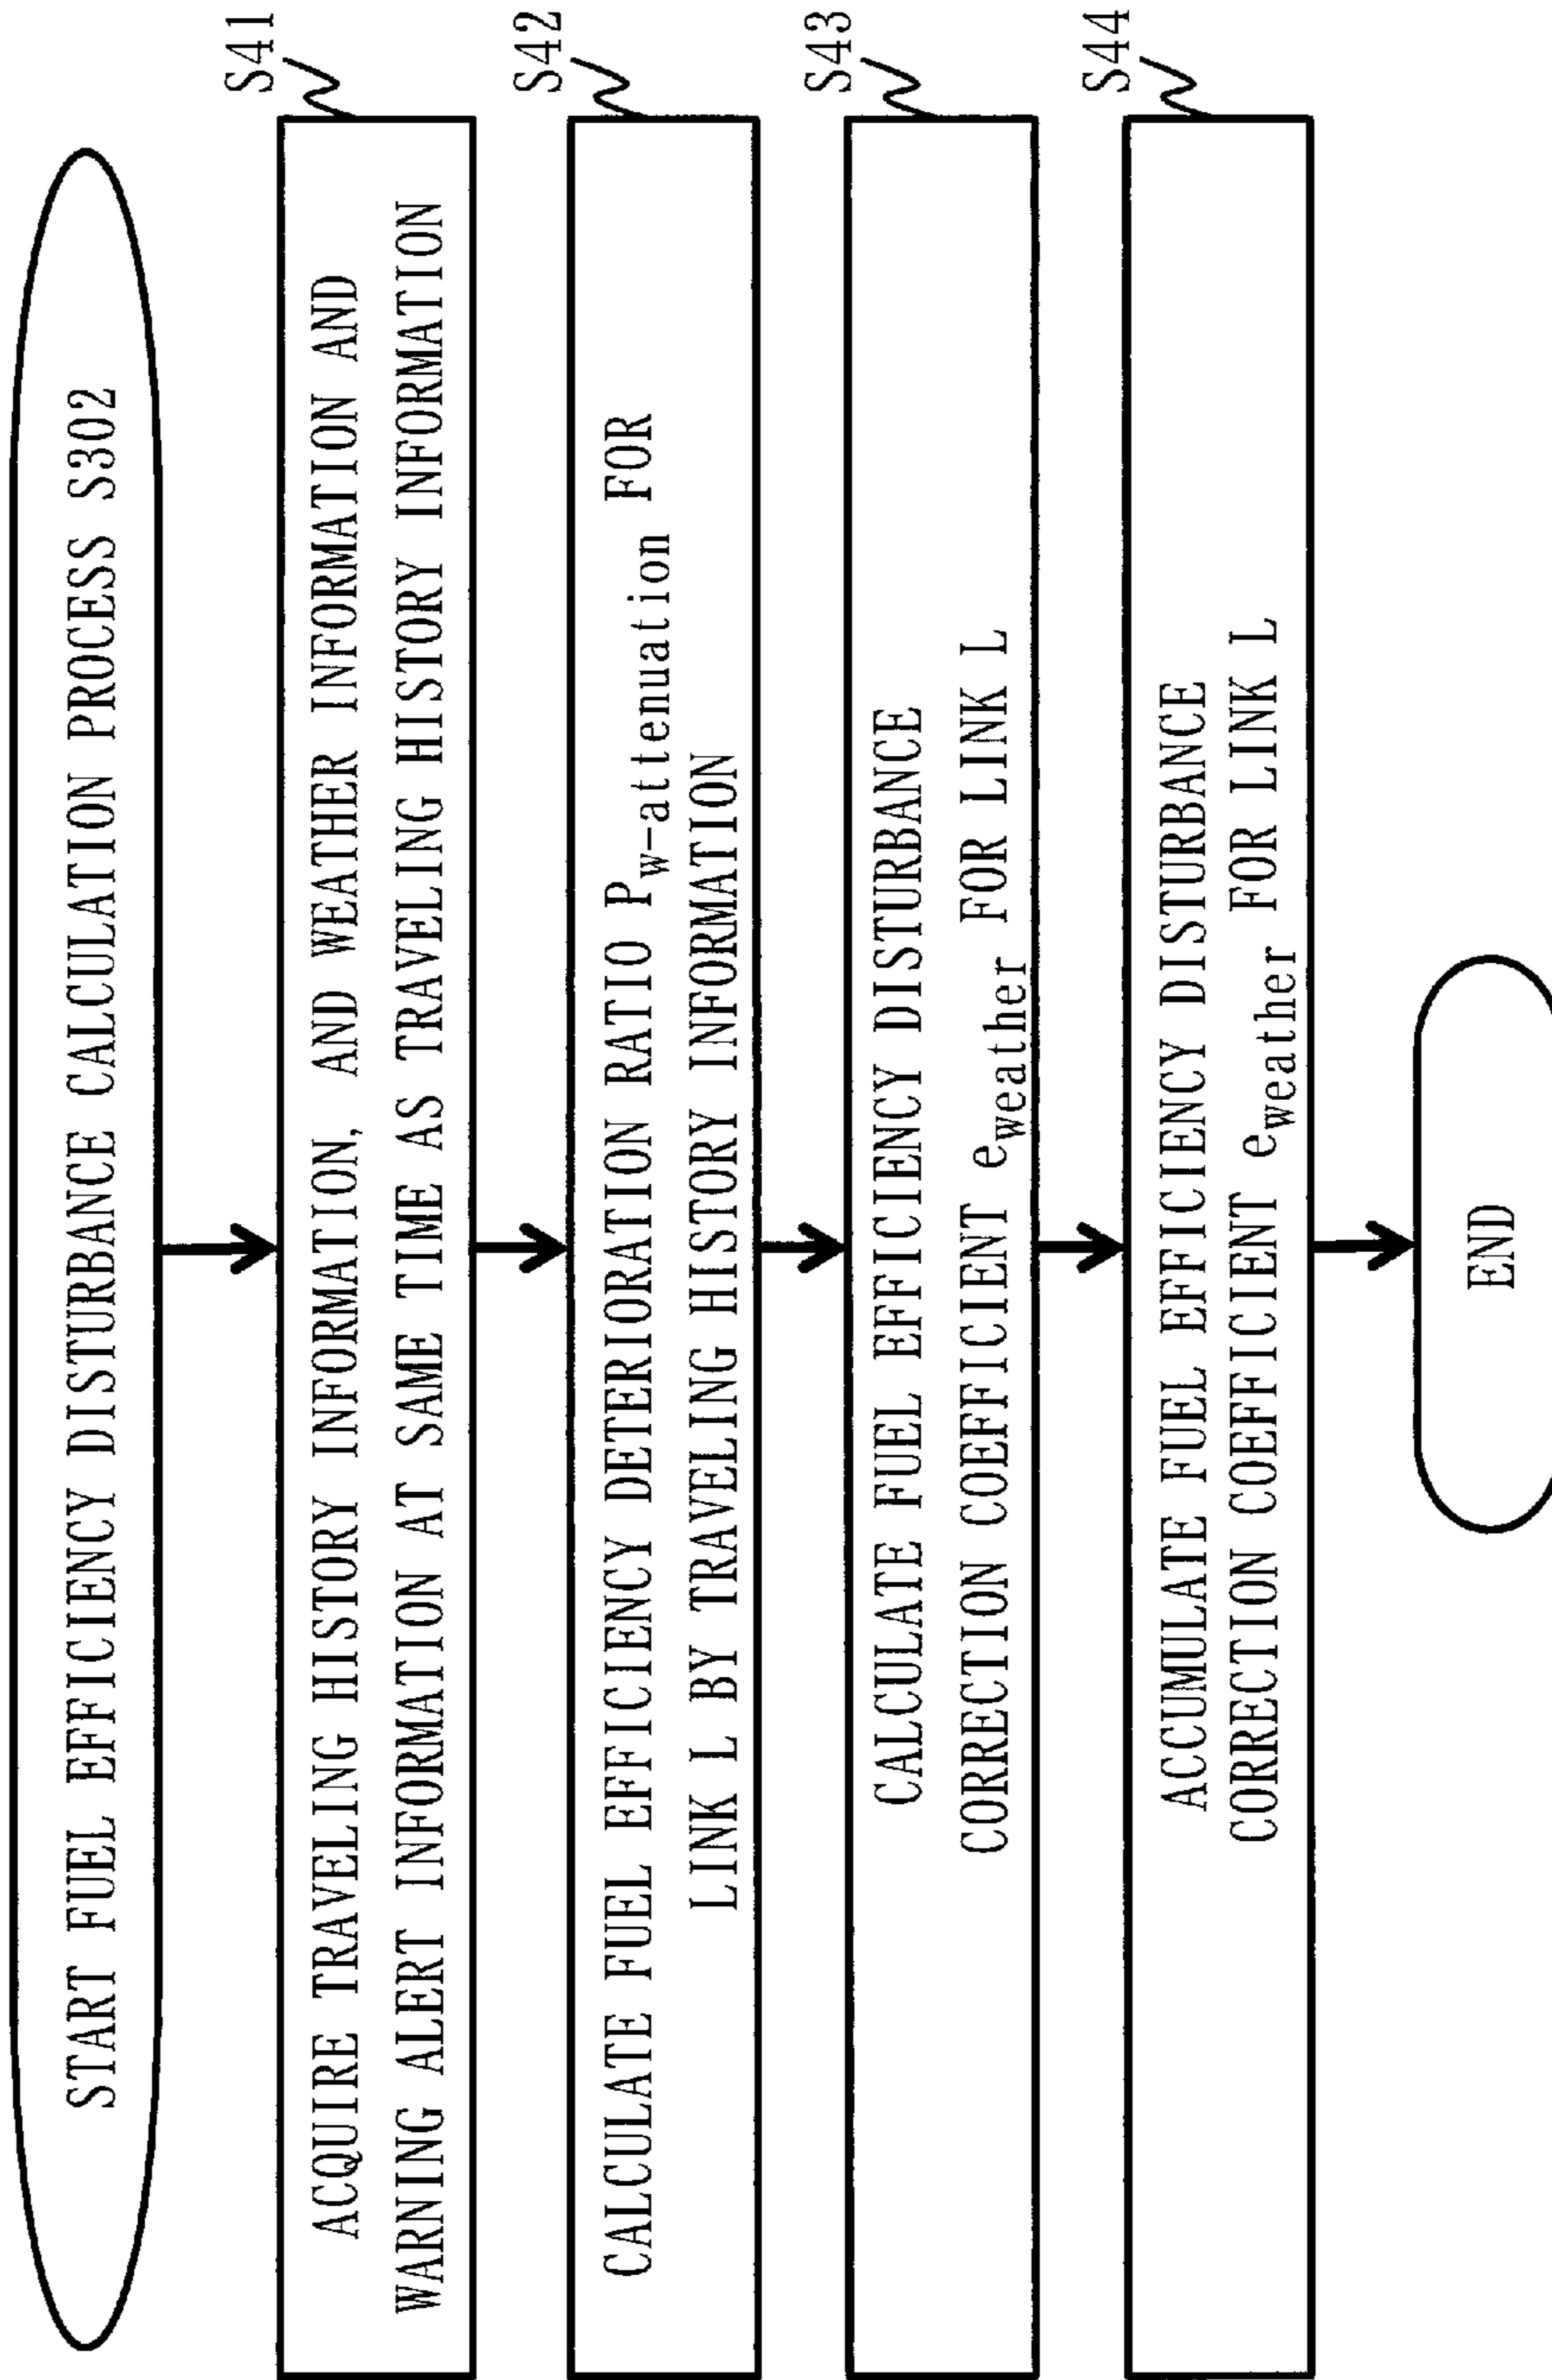 START FUEL EFFICIENCY DISTURBANCE CALCULATION PROCESS S302
S41
ACQUIRE TRAVELING HISTORY INFORMATION, AND WEATHER INFORMATION AND
WARNING ALERT INFORMATION AT SAME TIME AS TRAVELING HISTORY INFORMATION
S42
CALCULATE FUEL EFFICIENCY DETERIORATION RATIO Pw-attenuation FOR
LINK L BY TRAVELING HISTORY INFORMATION
S43
CALCULATE FUEL EFFICIENCY DISTURBANCE
CORRECTION COEFFICIENT eweather FOR LINK L
S44
ACCUMULATE FUEL EFFICIENCY DISTURBANCE
CORRECTION COEFFICIENT eweather FOR LINK L
END